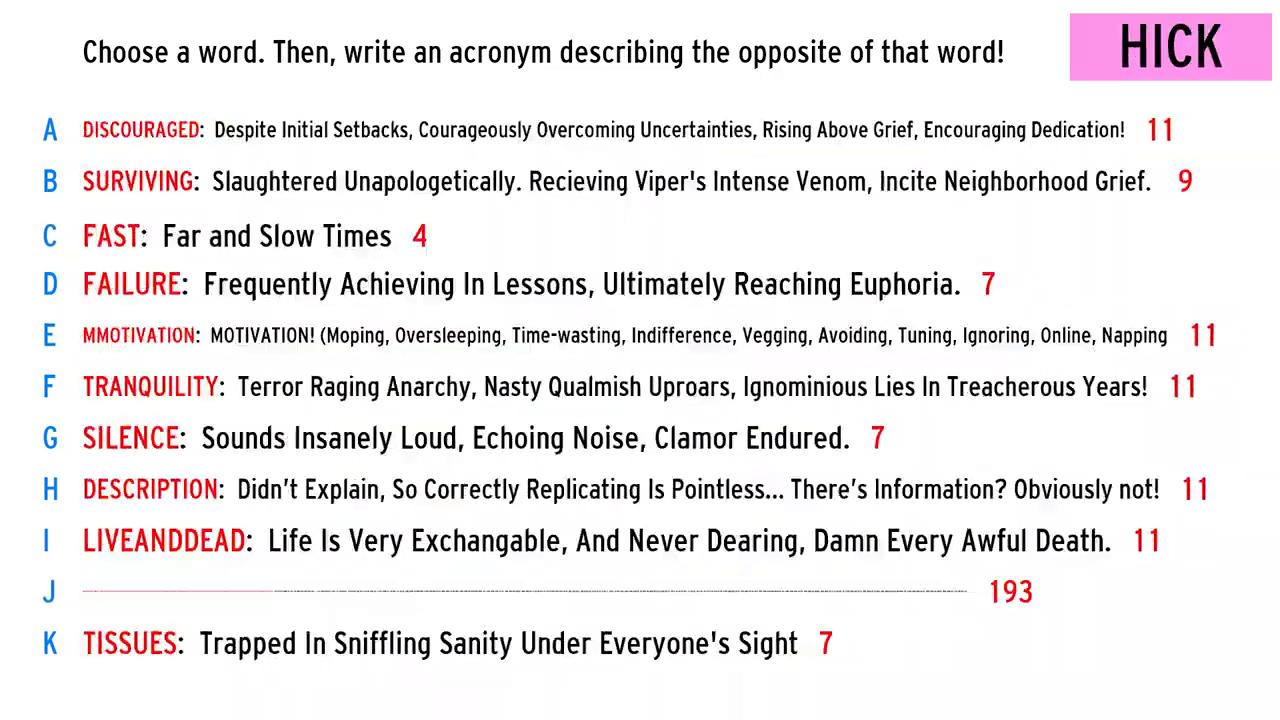 Choose a word. Then, write an acronym describing the opposite of that word!
HICK
A DISCOURAGED: Despite Initial Setbacks, Courageously Overcoming Uncertainties, Rising Above Grief, Encouraging Dedication! 11
B SURVIVING: Slaughtered Unapologetically. Recieving Viper's Intense Venom, Incite Neighborhood Grief. 9
C FAST: Far and Slow Times 4
D FAILURE: Frequently Achieving In Lessons, Ultimately Reaching Euphoria. 7
E MMOTIVATION: MOTIVATION! (Moping, Oversleeping, Time-wasting, Indifference, Vegging, Avoiding, Tuning, Ignoring, Online, Napping 11
F TRANQUILITY: Terror Raging Anarchy, Nasty Qualmish Uproars, Ignominious Lies In Treacherous Years! 11
G SILENCE: Sounds Insanely Loud, Echoing Noise, Clamor Endured. 7
H DESCRIPTION: Didn’t Explain, So Correctly Replicating Is Pointless... There’s Information? Obviously not! 11
I LIVEANDDEAD: Life Is Very Exchangable, And Never Dearing, Damn Every Awful Death. 11
J 193
K TISSUES: Trapped In Sniffling Sanity Under Everyone's Sight 7